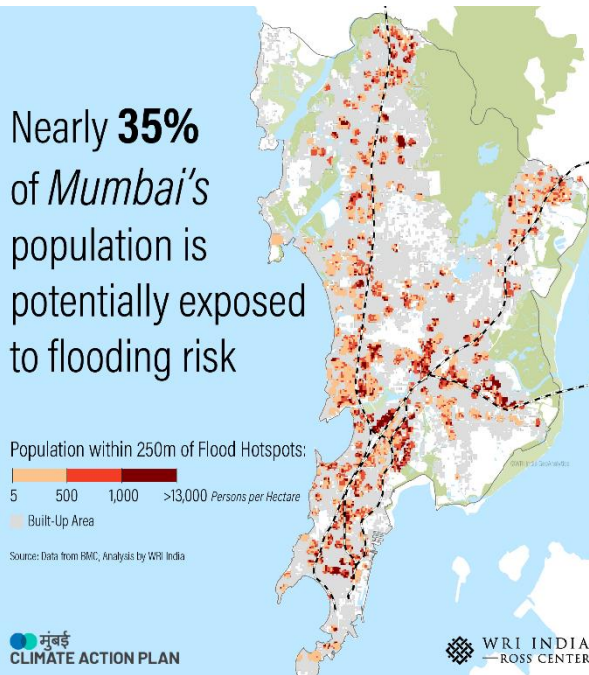 Nearly 35%
of Mumbai's
population is
potentially exposed
to flooding risk
Population within 250m of Flood Hotspots:
5 500 1,000 >13,000 Persons per Hectare
Built-Up Area
Source: Data from BMC, Analysis by WRI India
मुंबई
CLIMATE ACTION PLAN
WRI INDIA
ROSS CENTER